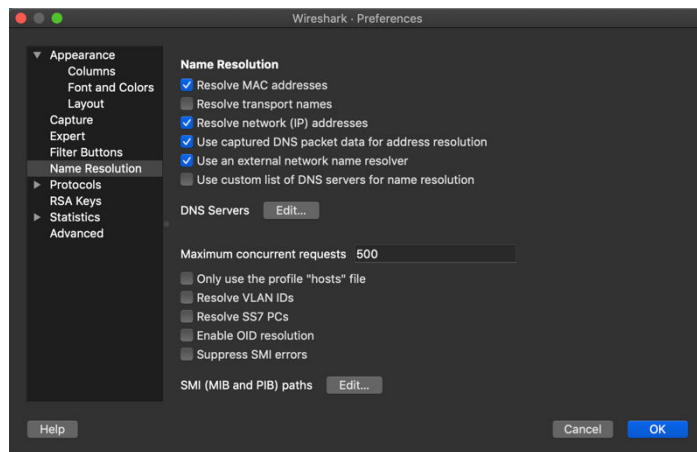 Wireshark · Preferences
Appearance
Columns
Font and Colors
Layout
Capture
Expert
Filter Buttons
Name Resolution
Protocols
RSA Keys
Statistics
Advanced
Name Resolution
Resolve MAC addresses
Resolve transport names
Resolve network (IP) addresses
Use captured DNS packet data for address resolution
Use an external network name resolver
Use custom list of DNS servers for name resolution
DNS Servers Edit...
Maximum concurrent requests 500
Only use the profile "hosts" file
Resolve VLAN IDs
Resolve SS7 PCs
Enable OID resolution
Suppress SMI errors
SMI (MIB and PIB) paths Edit...
Help Cancel OK